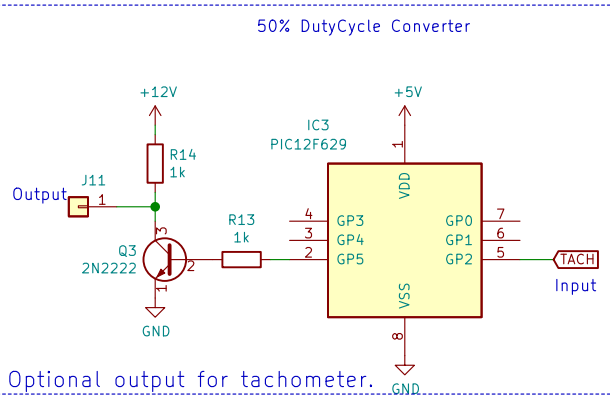 50% DutyCycle Converter
+12V
+5V
IC3
PIC12F629
R14
1k
J11
Output
1
1
VDD
R13
1k
4
GP3
GP0
7
3
GP4
GP1
6
2
GP5
GP2
5
TACH
Input
3
Q3
2N2222
2
1
VSS
8
GND
GND
Optional output for tachometer.